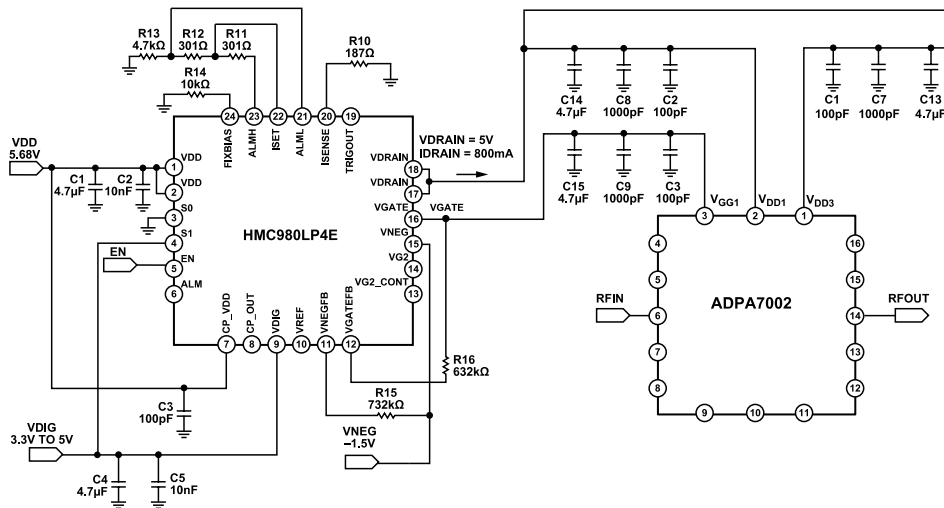 R13
4.7kΩ
R12
301Ω
R11
301Ω
R10
187Ω
R14
10kΩ
24
23
22
21
20
19
FIXBIAS
ALMH
ISET
ALML
ISENSE
TRIGOUT
VDD
5.68V
C1
4.7µF
C2
10nF
1
VDD
2
VDD
3
S0
4
S1
5
EN
6
ALM
EN
HMC980LP4E
VDRAIN
18
VDRAIN
17
VGATE
16
VNEG
15
VG2
14
VG2_CONT
13
VDRAIN = 5V
IDRAIN = 800mA
VGATE
CP_VDD
CP_OUT
VDIG
VREF
VNEGFB
VGATEFB
7
8
9
10
11
12
C3
100pF
R15
732kΩ
R16
632kΩ
VNEG
–1.5V
VDIG
3.3V TO 5V
C4
4.7µF
C5
10nF
C14
4.7µF
C8
1000pF
C2
100pF
C1
100pF
C7
1000pF
C13
4.7µF
C15
4.7µF
C9
1000pF
C3
100pF
VGG1
VDD1
VDD3
3
2
1
4
5
6
7
8
ADPA7002
16
15
14
13
12
9
10
11
RFIN
RFOUT